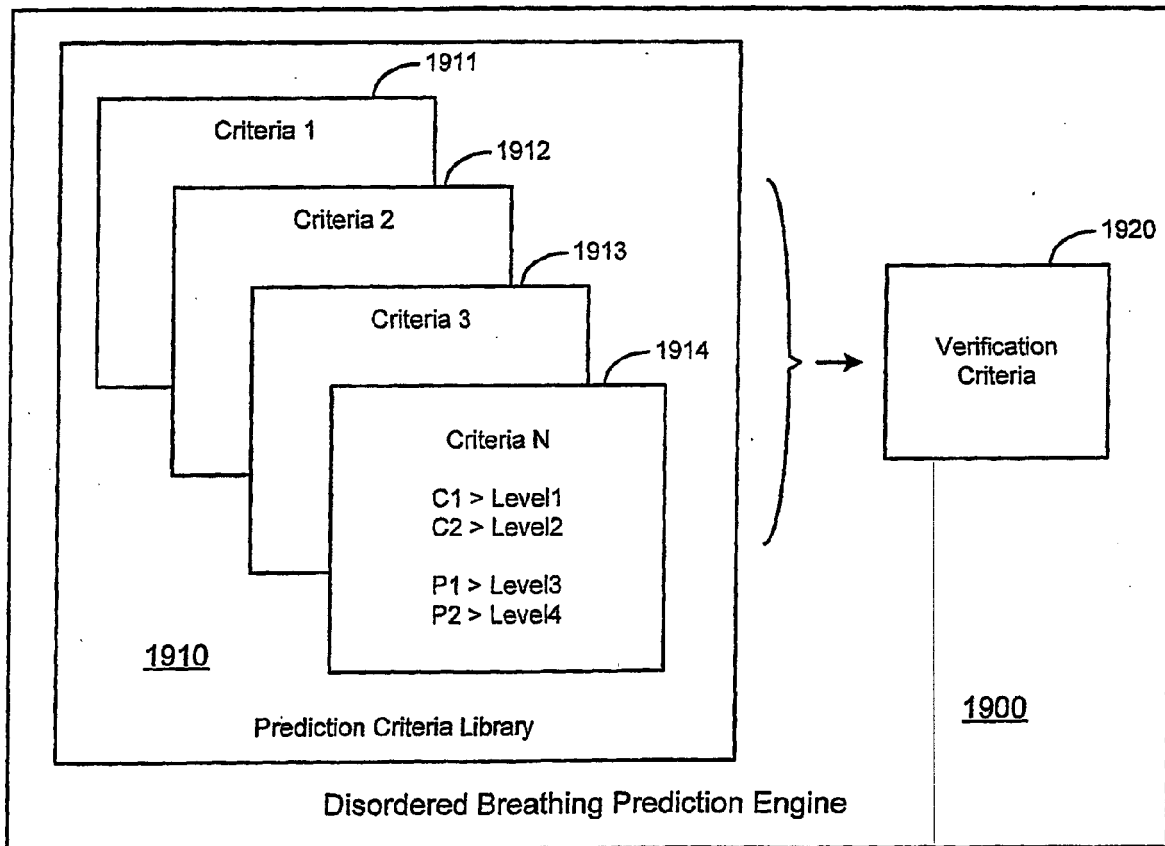 1911
Criteria 1
1912
Criteria 2
1913
Criteria 3
1914
Criteria N
C1 > Level1
C2 > Level2
P1 > Level3
P2 > Level4
1910
Prediction Criteria Library
1920
Verification
Criteria
1900
Disordered Breathing Prediction Engine